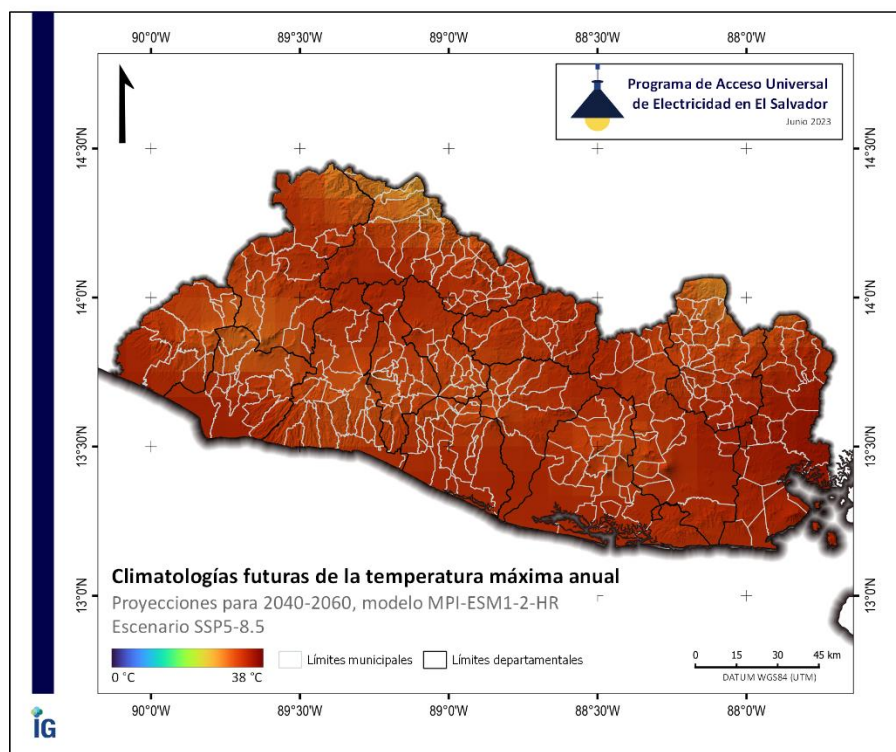 90°0'W 89°30'W 89°0'W 88°30'W 88°0'W
Programa de Acceso Universal
de Electricidad en El Salvador
Junio 2023
14°30'N
14°30'N
14°0'N
14°0'N
13°30'N
13°30'N
13°0'N
13°0'N
Climatologías futuras de la temperatura máxima anual
Proyecciones para 2040-2060, modelo MPI-ESM1-2-HR
Escenario SSP5-8.5
0 °C 38 °C
Límites municipales
Límites departamentales
0 15 30 45 km
DATUM WGS84 (UTM)
90°0'W 89°30'W 89°0'W 88°30'W 88°0'W
IG